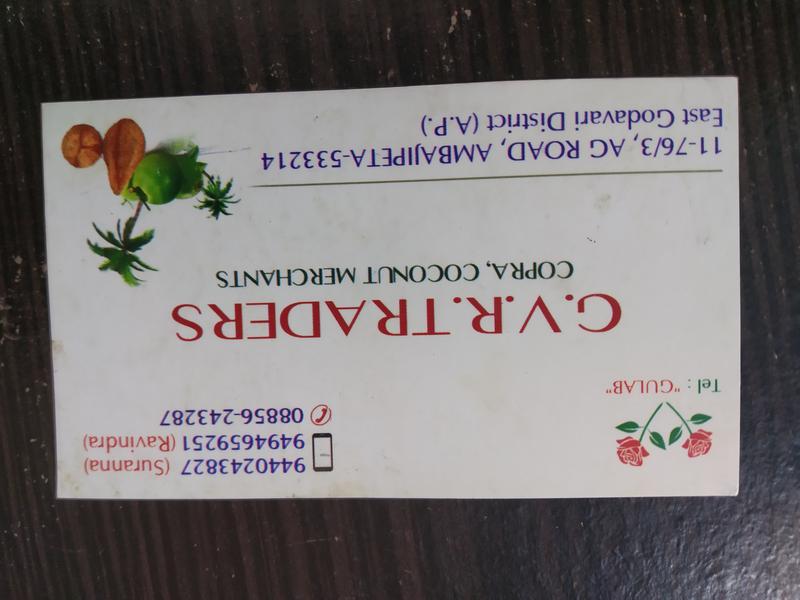 9440243827 (Suranna)
9494659251 (Ravindra)
08856-243287
Tel : "GULAB"
C.V.R.TRADERS
COPRA, COCONUT MERCHANTS
11-76/3, AG ROAD, AMBAJIPETA-533214
East Godavari District (A.P.)